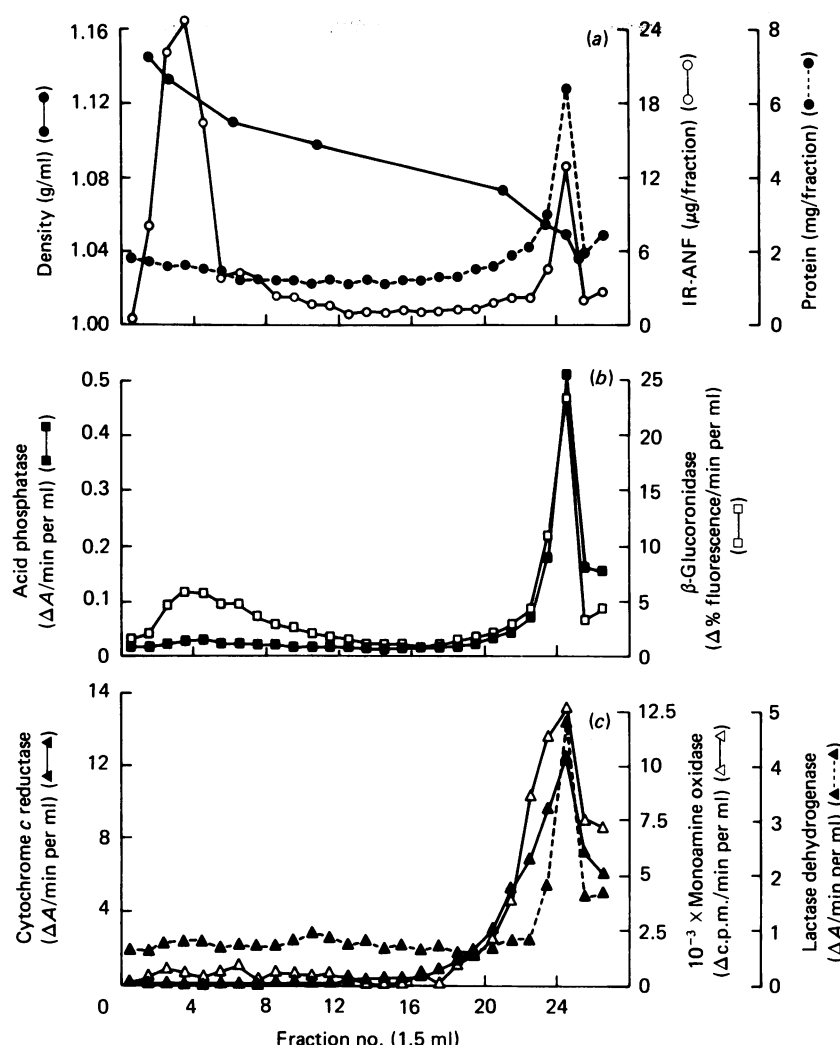 (a)
1.16
1.12
1.08
1.04
1.00
Density (g/ml) (●—●)
24
18
12
6
0
IR-ANF (µg/fraction) (○—○)
8
6
4
2
0
Protein (mg/fraction) (●----●)
(b)
0.5
0.4
0.3
0.2
0.1
0
Acid phosphatase
(ΔA/min per ml) (■—■)
25
20
15
10
5
0
β-Glucoronidase
(Δ% fluorescence/min per ml)
(□—□)
(c)
14
12
8
4
Cytochrome c reductase
(ΔA/min per ml) (▲—▲)
12.5
10
7.5
5
2.5
0
10⁻³ x Monoamine oxidase
(Δc.p.m./min per ml) (△—△)
5
4
3
2
1
0
Lactase dehydrogenase
(ΔA/min per ml) (▲----▲)
0 4 8 12 16 20 24
Fraction no. (1.5 ml)